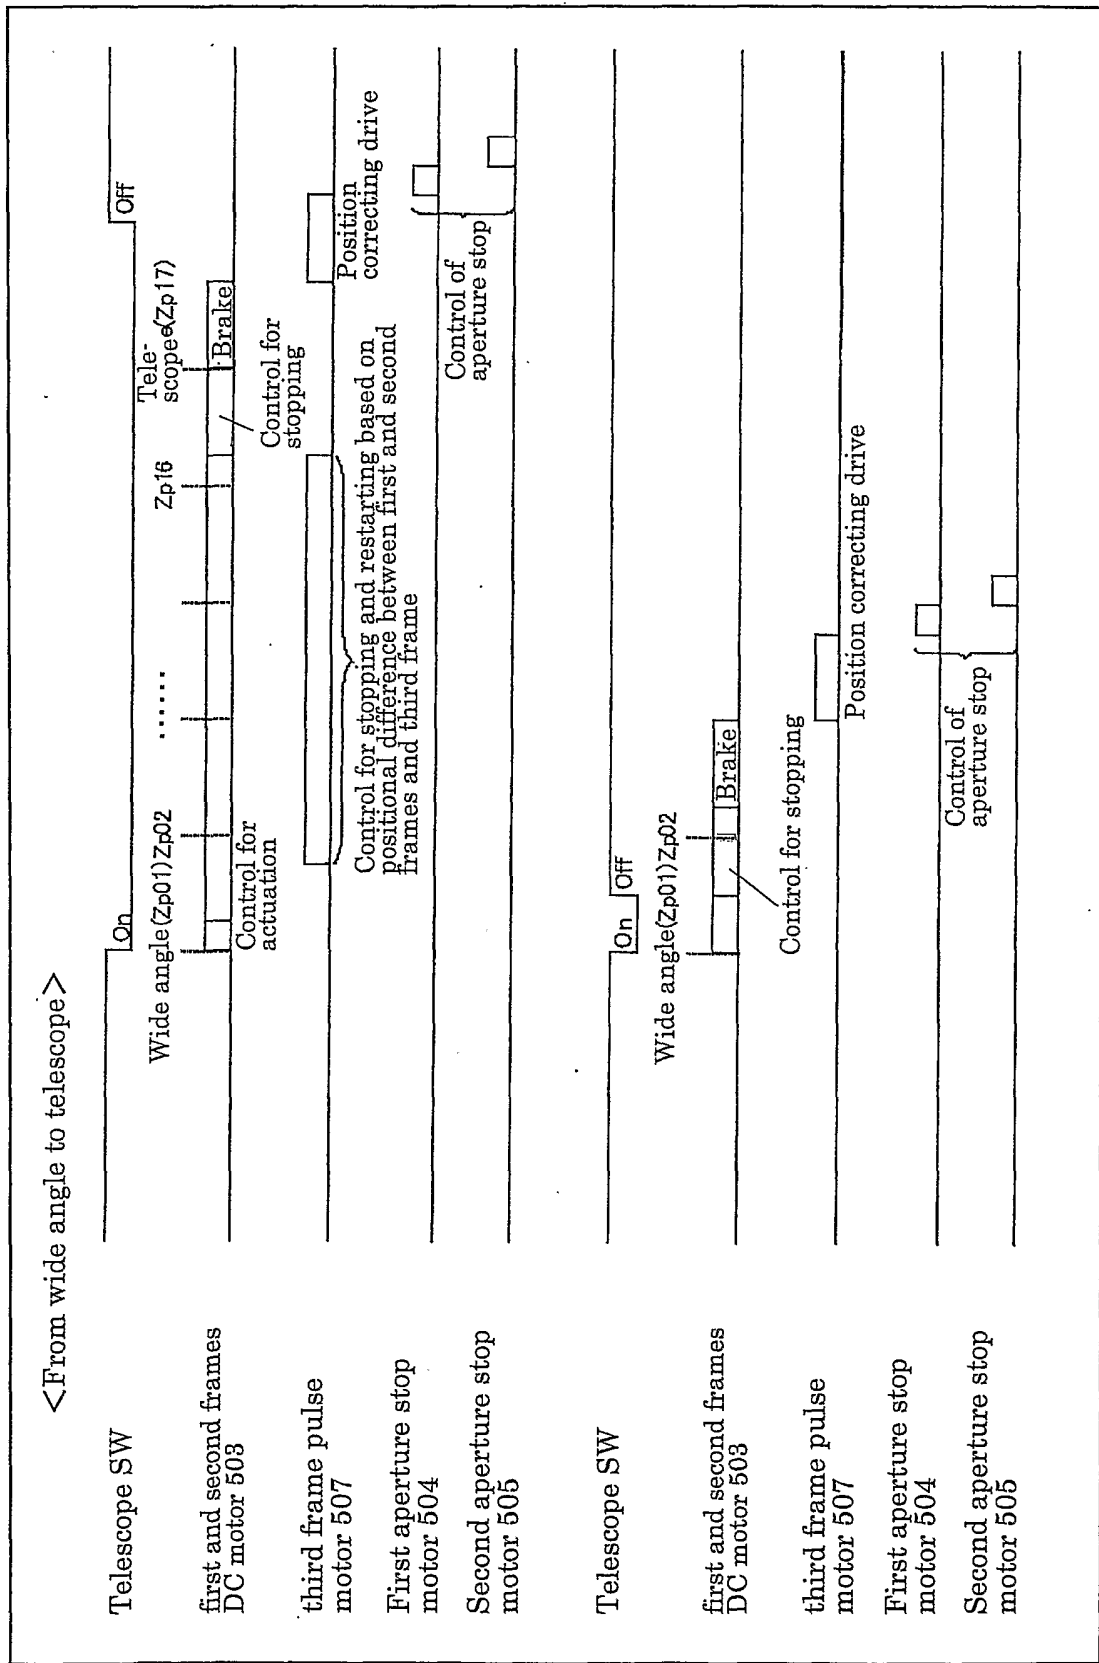 <From wide angle to telescope>
Telescope SW
On
Off
Wide angle(Zp01)Zp02
......
Zp16
Tele-
scope(Zp17)
first and second frames
DC motor 503
Control for
actuation
Control for
stopping
Brake
third frame pulse
motor 507
Control for stopping and restarting based on
positional difference between first and second
frames and third frame
Position
correcting drive
First aperture stop
motor 504
Second aperture stop
motor 505
Control of
aperture stop
Telescope SW
On
Off
Wide angle(Zp01)Zp02
first and second frames
DC motor 503
Brake
Control for stopping
third frame pulse
motor 507
Position correcting drive
First aperture stop
motor 504
Second aperture stop
motor 505
Control of
aperture stop